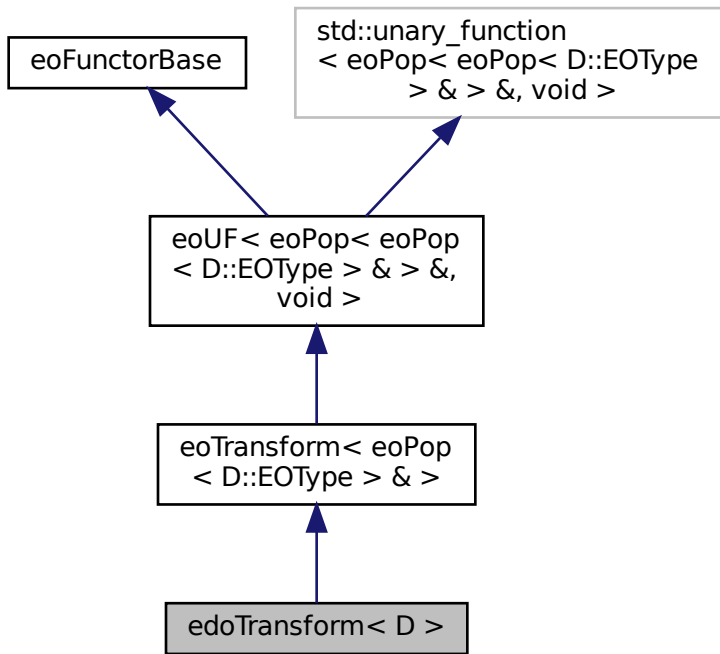 eoFunctorBase
std::unary_function
< eoPop< eoPop< D::EOType
> & > &, void >
eoUF< eoPop< eoPop
< D::EOType > & > &,
void >
eoTransform< eoPop
< D::EOType > & >
edoTransform< D >